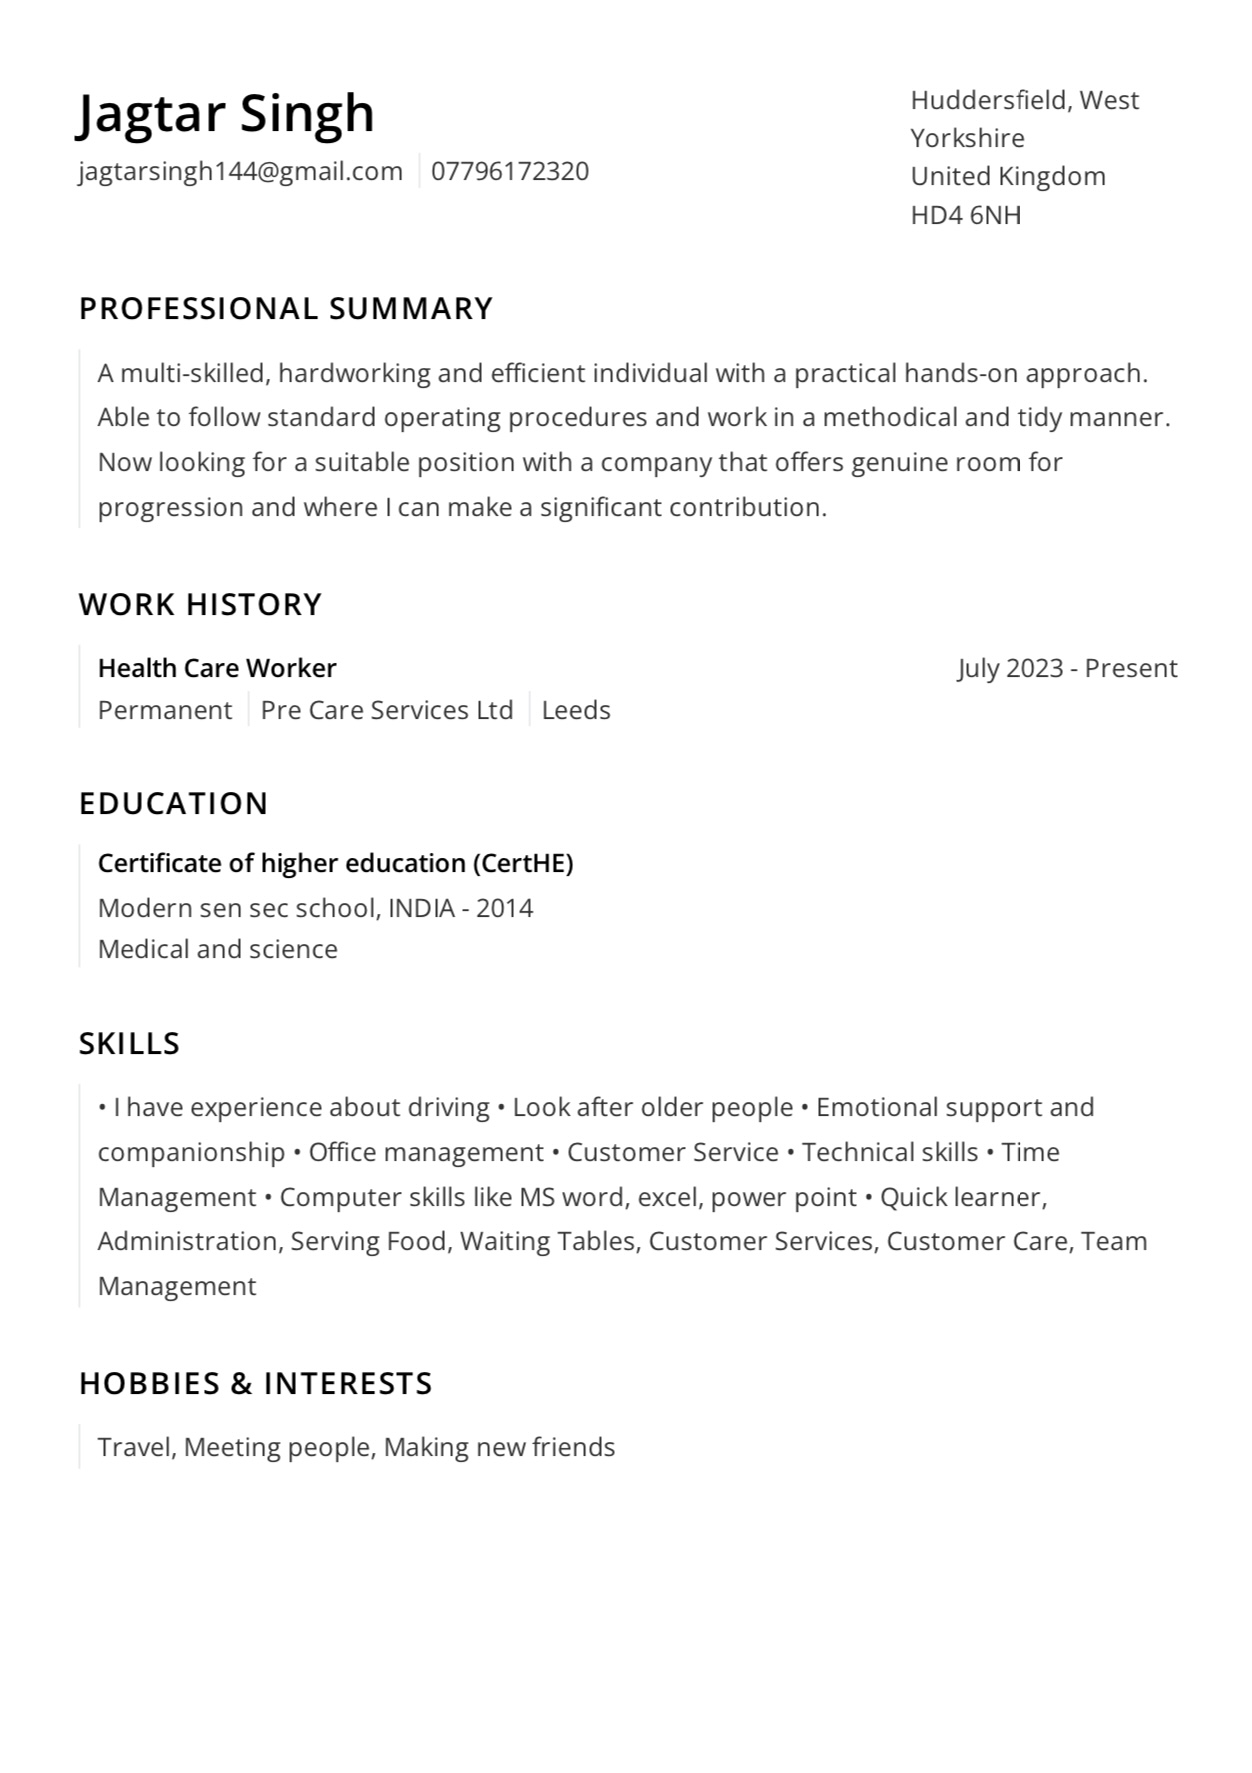 Jagtar Singh
jagtarsingh144@gmail.com 07796172320
Huddersfield, West
Yorkshire
United Kingdom
HD4 6NH
PROFESSIONAL SUMMARY
A multi-skilled, hardworking and efficient individual with a practical hands-on approach.
Able to follow standard operating procedures and work in a methodical and tidy manner.
Now looking for a suitable position with a company that offers genuine room for
progression and where I can make a significant contribution.
WORK HISTORY
Health Care Worker July 2023 - Present
Permanent Pre Care Services Ltd Leeds
EDUCATION
Certificate of higher education (CertHE)
Modern sen sec school, INDIA - 2014
Medical and science
SKILLS
• I have experience about driving • Look after older people • Emotional support and
companionship • Office management • Customer Service • Technical skills • Time
Management • Computer skills like MS word, excel, power point • Quick learner,
Administration, Serving Food, Waiting Tables, Customer Services, Customer Care, Team
Management
HOBBIES & INTERESTS
Travel, Meeting people, Making new friends